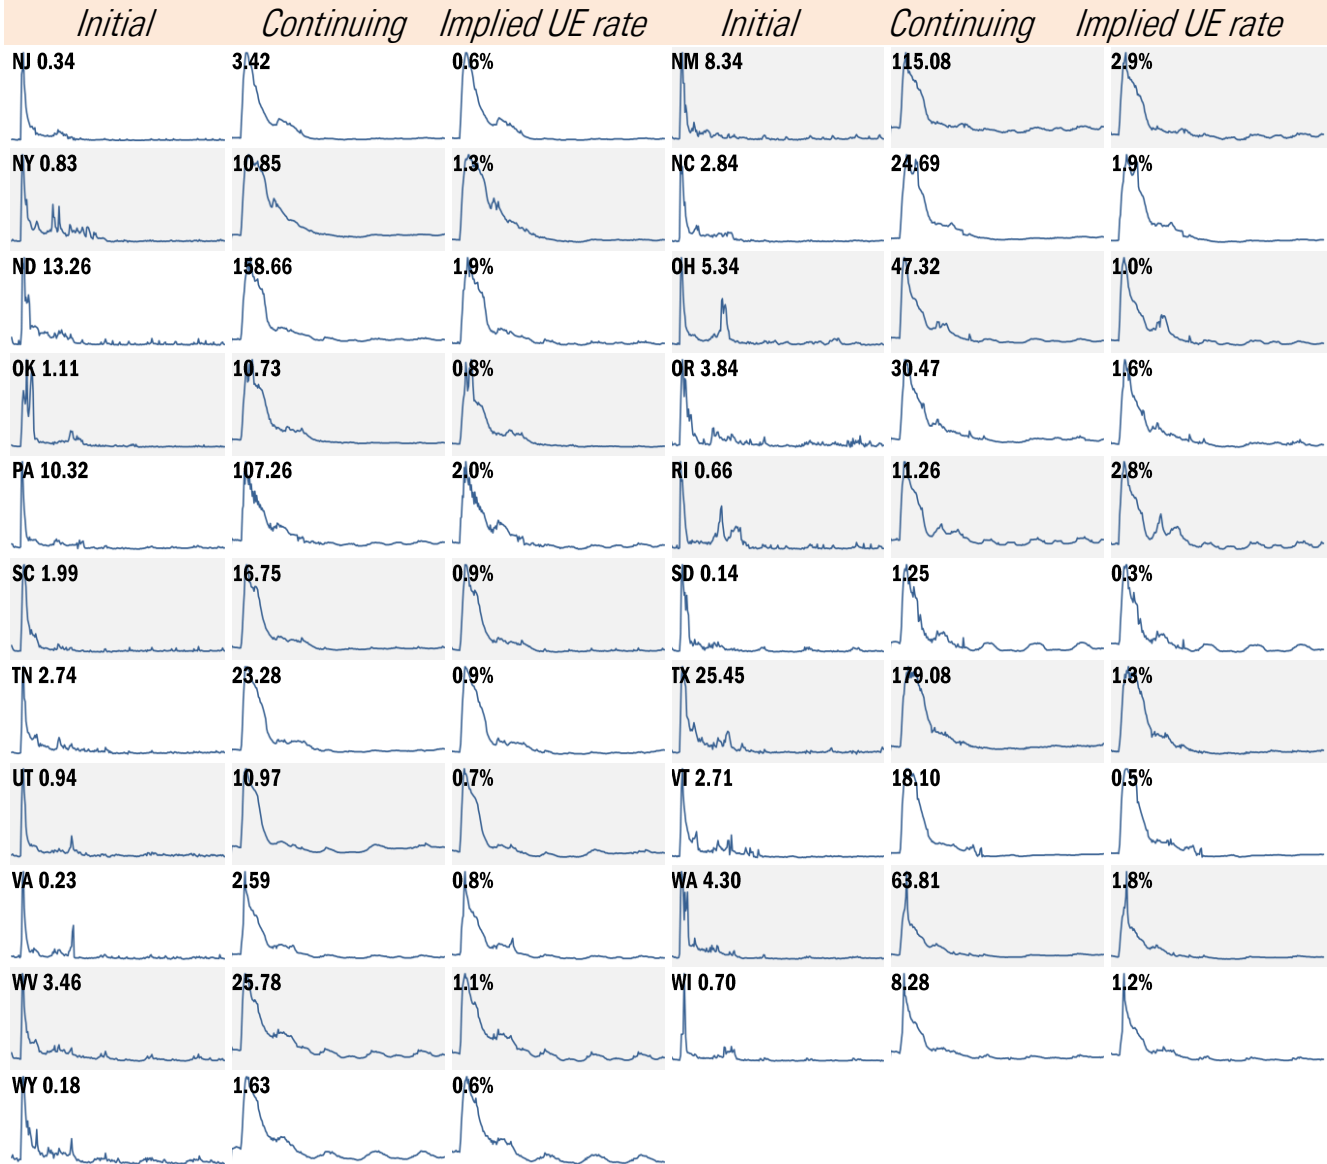 Initial Continuing Implied UE rate Initial Continuing Implied UE rate
NJ 0.34 3.42 0.6% NM 8.34 115.08 2.9%
NY 0.83 10.85 1.3% NC 2.84 24.69 1.9%
ND 13.26 158.66 1.9% OH 5.34 47.32 1.0%
OK 1.11 10.73 0.8% OR 3.84 30.47 1.6%
PA 10.32 107.26 2.0% RI 0.66 11.26 2.8%
SC 1.99 16.75 0.9% SD 0.14 1.25 0.3%
TN 2.74 23.28 0.9% TX 25.45 179.08 1.3%
UT 0.94 10.97 0.7% VT 2.71 18.10 0.5%
VA 0.23 2.59 0.8% WA 4.30 63.81 1.8%
WV 3.46 25.78 1.1% WI 0.70 8.28 1.2%
WY 0.18 1.63 0.6%